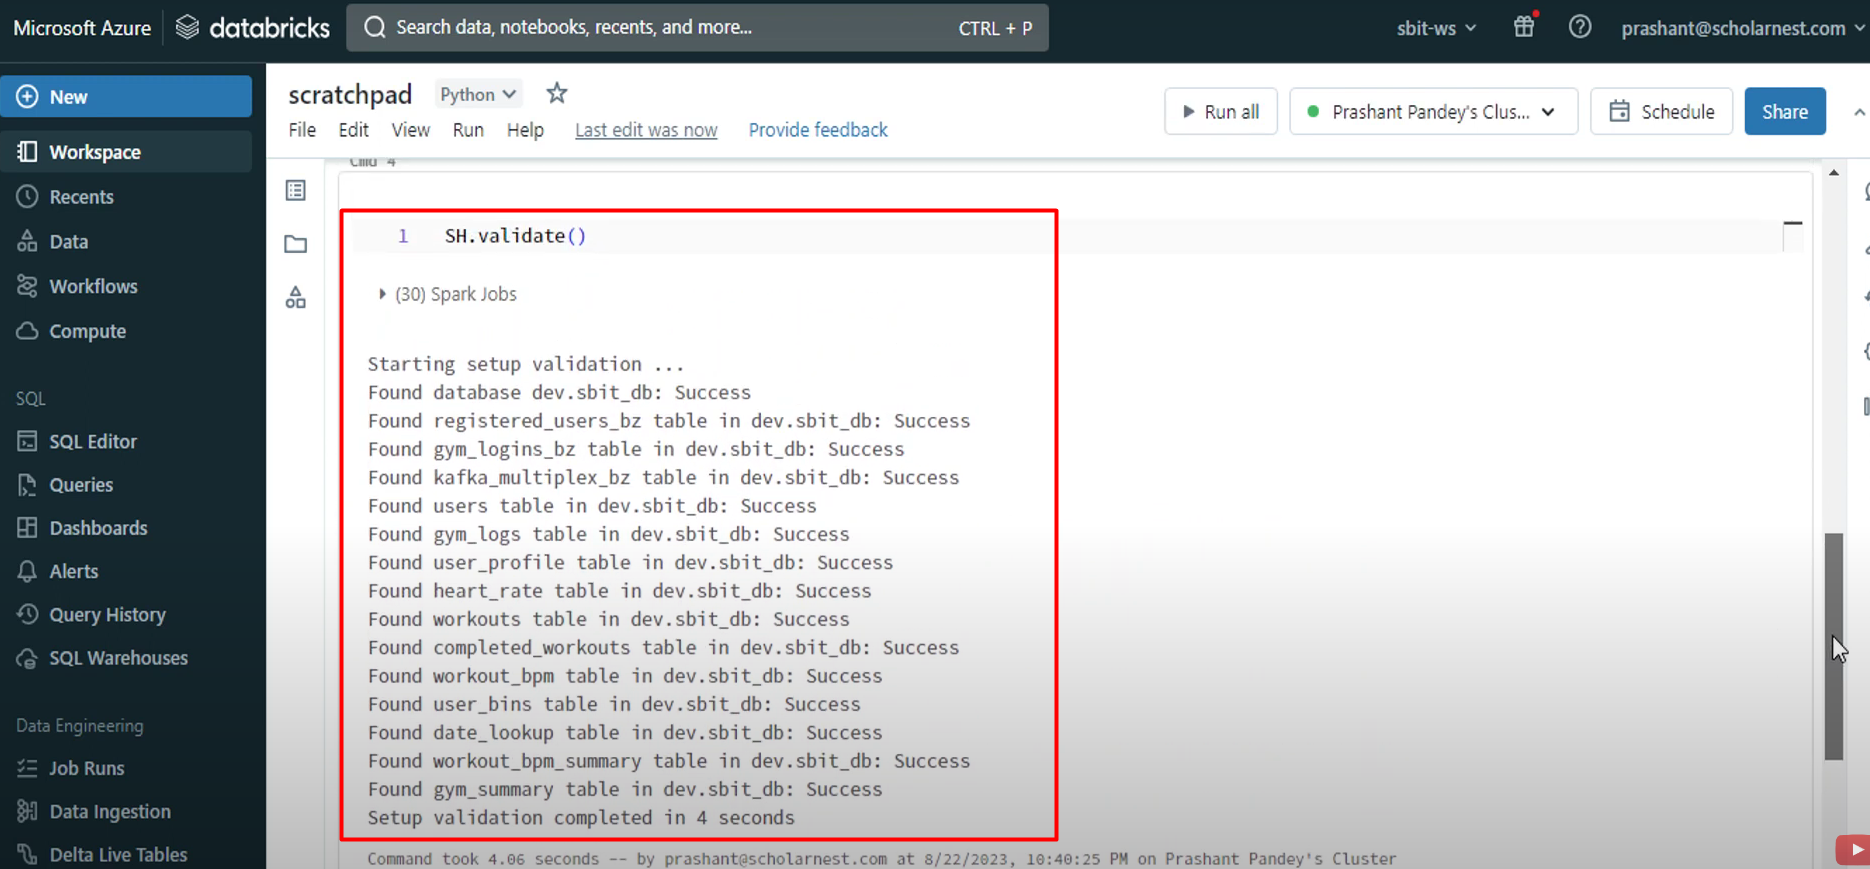 Microsoft Azure
databricks
Search data, notebooks, recents, and more...
CTRL + P
sbit-ws
prashant@scholarnest.com
New
Workspace
Recents
Data
Workflows
Compute
SQL
SQL Editor
Queries
Dashboards
Alerts
Query History
SQL Warehouses
Data Engineering
Job Runs
Data Ingestion
Delta Live Tables
scratchpad
Python
File Edit View Run Help Last edit was now Provide feedback
Run all
Prashant Pandey's Clus...
Schedule
Share
Cmd 4
1 SH.validate()
(30) Spark Jobs
Starting setup validation ...
Found database dev.sbit_db: Success
Found registered_users_bz table in dev.sbit_db: Success
Found gym_logins_bz table in dev.sbit_db: Success
Found kafka_multiplex_bz table in dev.sbit_db: Success
Found users table in dev.sbit_db: Success
Found gym_logs table in dev.sbit_db: Success
Found user_profile table in dev.sbit_db: Success
Found heart_rate table in dev.sbit_db: Success
Found workouts table in dev.sbit_db: Success
Found completed_workouts table in dev.sbit_db: Success
Found workout_bpm table in dev.sbit_db: Success
Found user_bins table in dev.sbit_db: Success
Found date_lookup table in dev.sbit_db: Success
Found workout_bpm_summary table in dev.sbit_db: Success
Found gym_summary table in dev.sbit_db: Success
Setup validation completed in 4 seconds
Command took 4.06 seconds -- by prashant@scholarnest.com at 8/22/2023, 10:40:25 PM on Prashant Pandey's Cluster